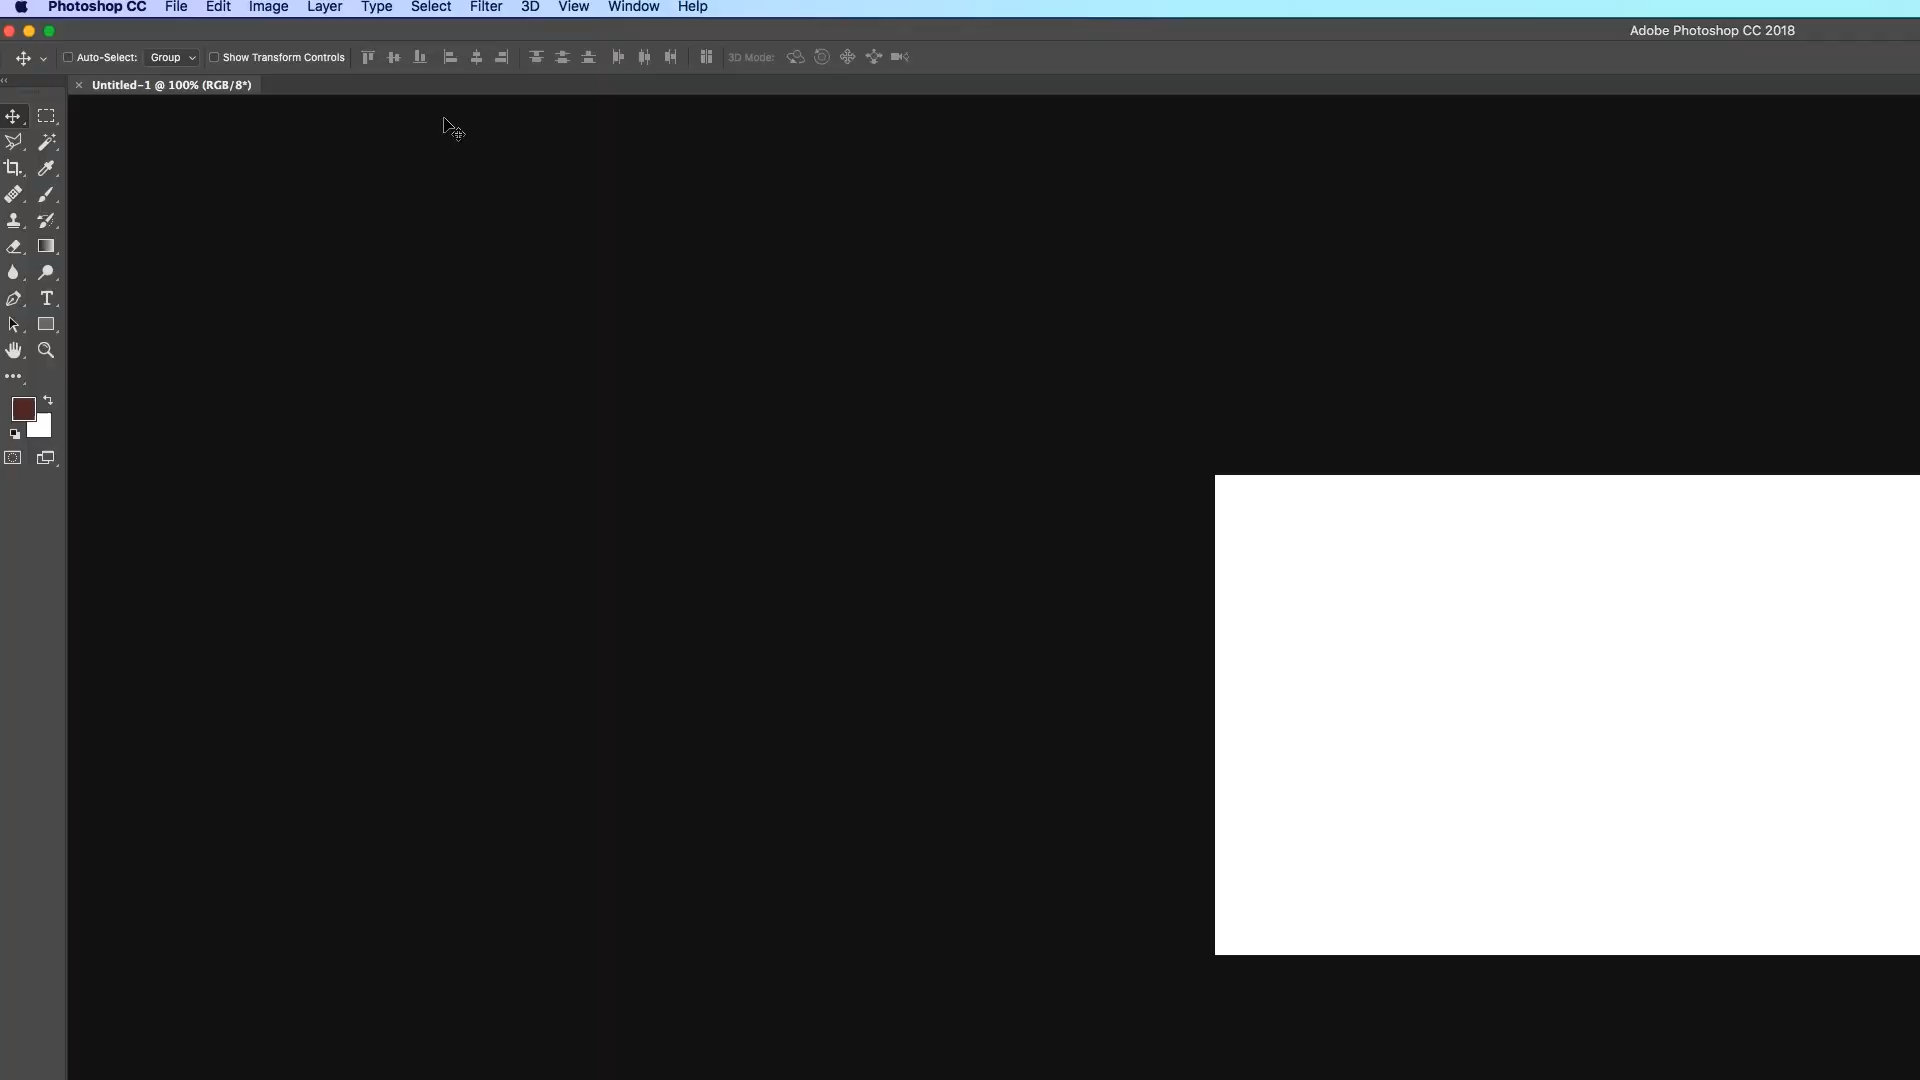 Photoshop CC File Edit Image Layer Type Select Filter 3D View Window Help
Adobe Photoshop CC 2018
Auto-Select: Group Show Transform Controls 3D Mode:
Untitled-1 @ 100% (RGB/8*)